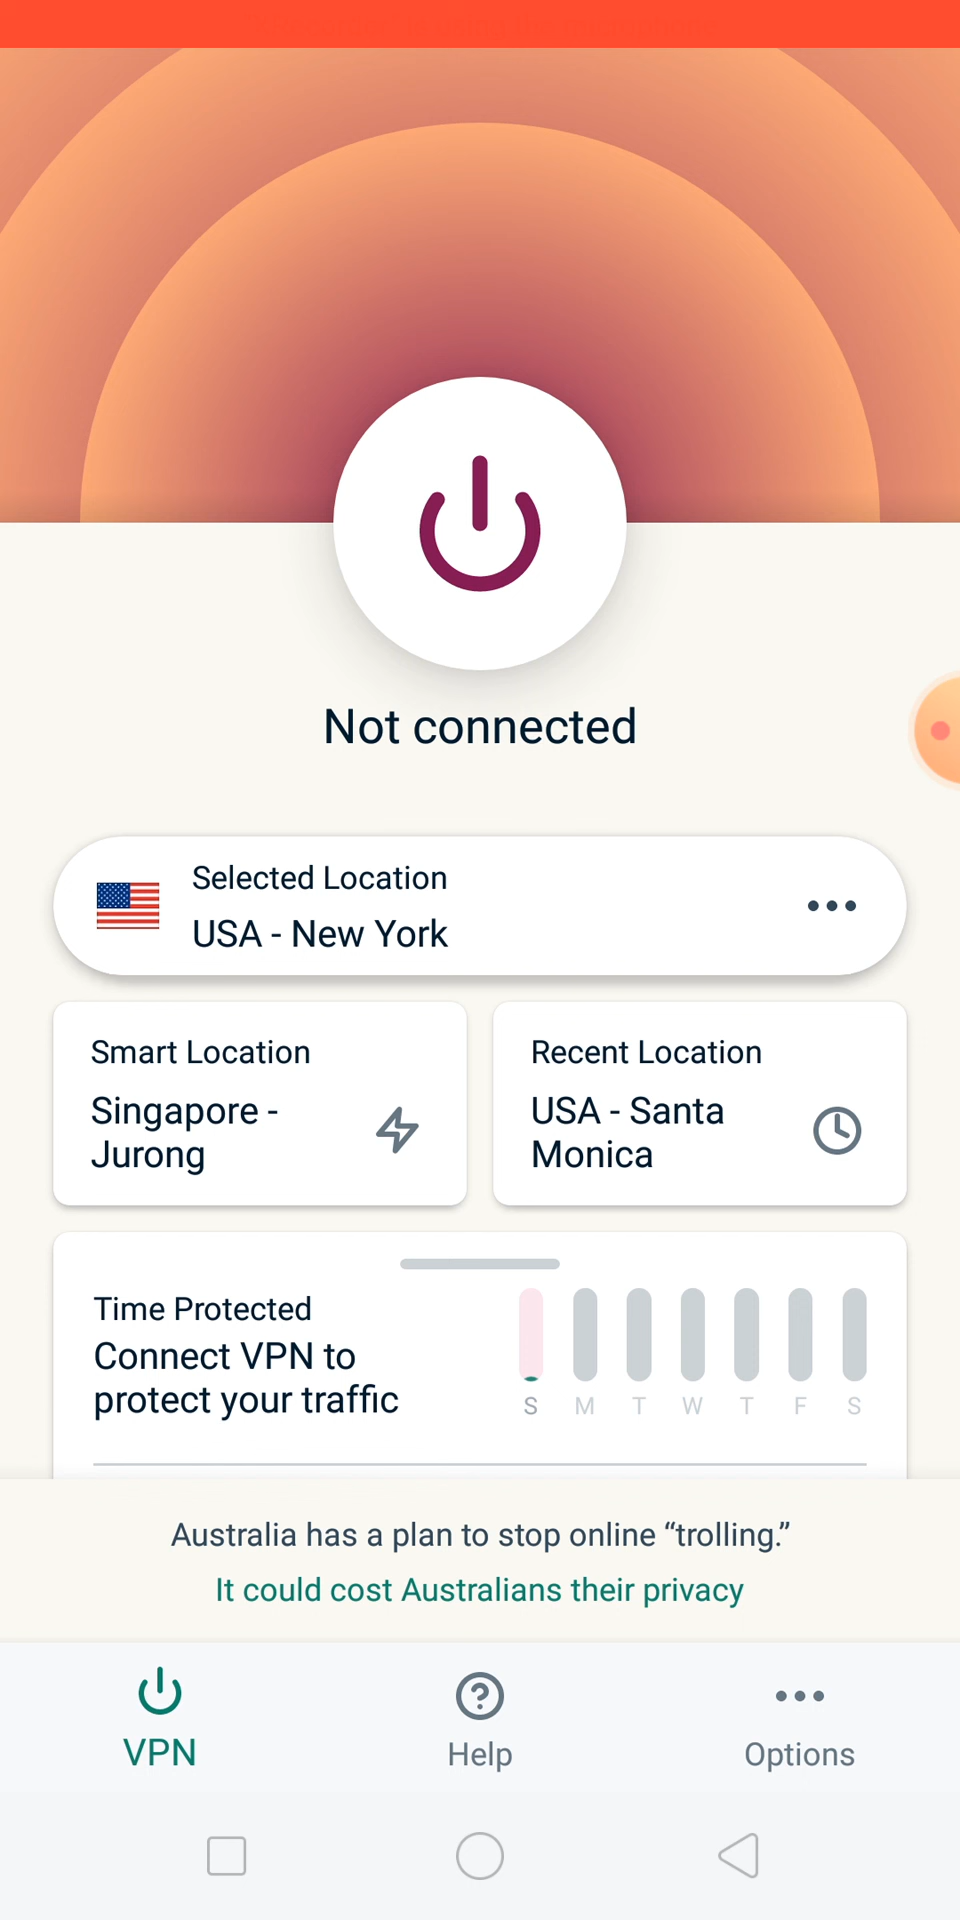 Not connected
Selected Location
USA - New York
Smart Location
Singapore -
Jurong
Recent Location
USA - Santa
Monica
Time Protected
Connect VPN to
protect your traffic
S M T W T F S
Australia has a plan to stop online “trolling.”
It could cost Australians their privacy
VPN
Help
Options